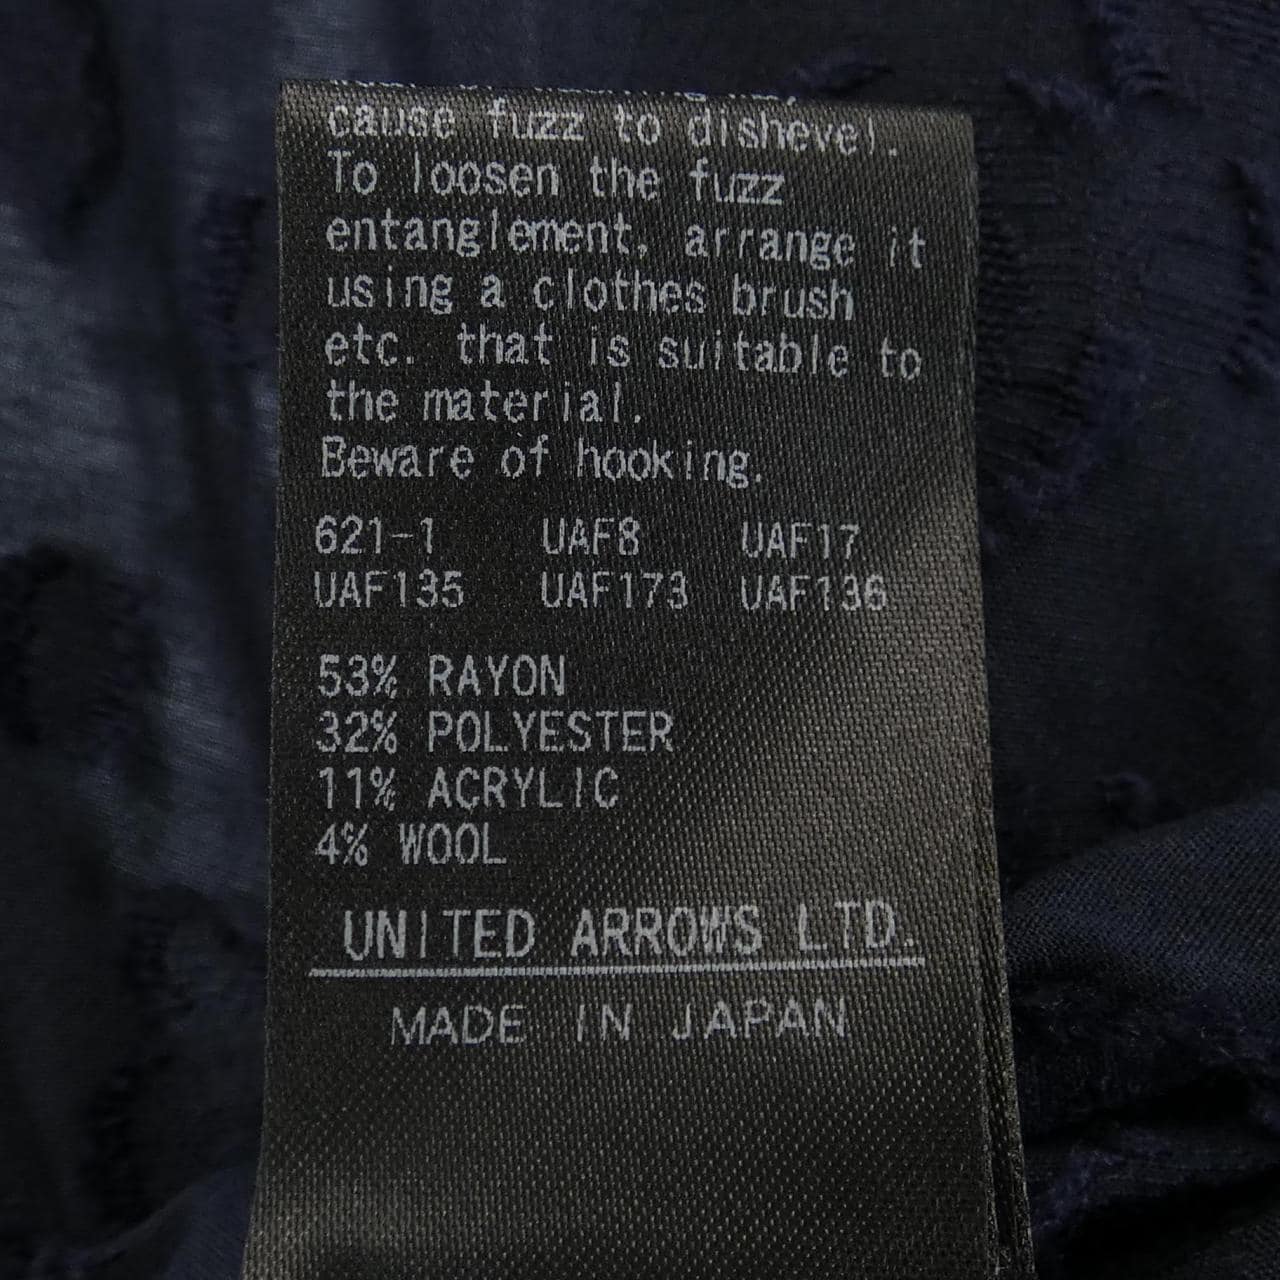 cause fuzz to dishevel.
To loosen the fuzz
entanglement, arrange it
using a clothes brush
etc. that is suitable to
the material.
Beware of hooking.
621-1 UAF8 UAF17
UAF135 UAF173 UAF136
53% RAYON
32% POLYESTER
11% ACRYLIC
4% WOOL
UNITED ARROWS LTD.
MADE IN JAPAN